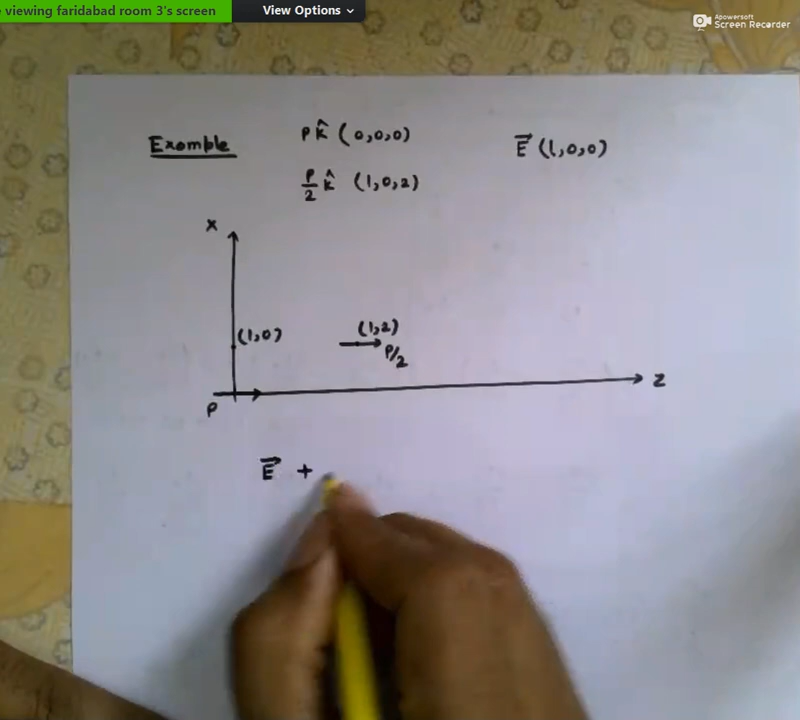 viewing faridabad room 3's screen View Options
Apowersoft
Screen Recorder
Exomble
P k̂ (0,0,0)
E⃗ (1,0,0)
P/2 k̂ (1,0,2)
X
(1,0)
(1,2)
P/2
P
Z
E⃗ +